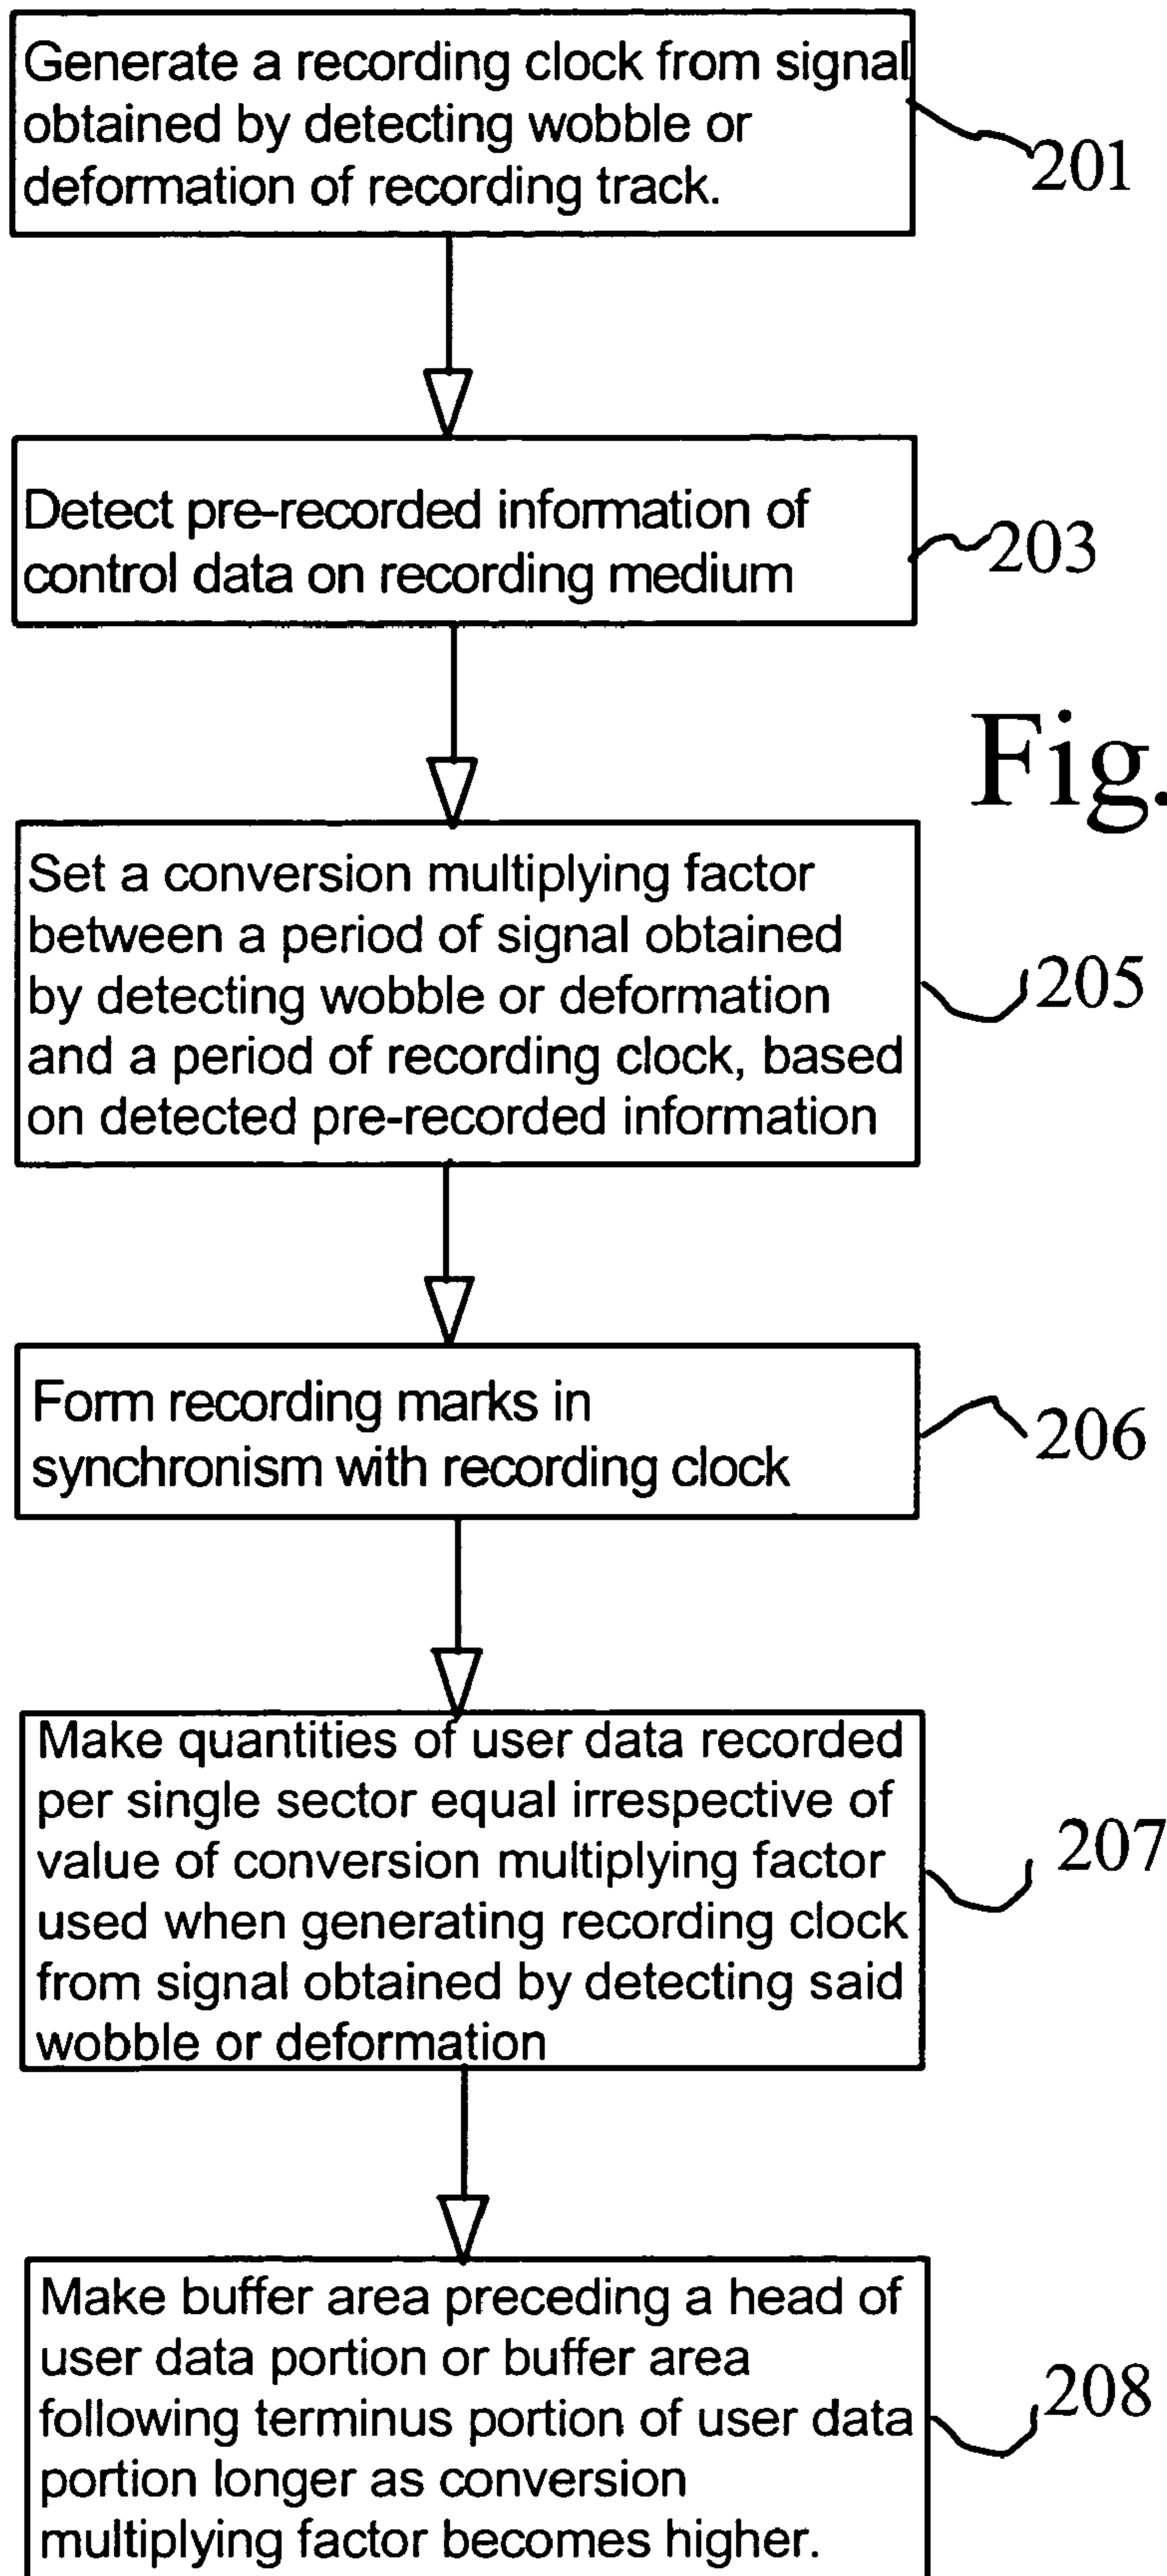 Generate a recording clock from signal
obtained by detecting wobble or
deformation of recording track.
201
Detect pre-recorded information of
control data on recording medium
203
Fig.
Set a conversion multiplying factor
between a period of signal obtained
by detecting wobble or deformation
and a period of recording clock, based
on detected pre-recorded information
205
Form recording marks in
synchronism with recording clock
206
Make quantities of user data recorded
per single sector equal irrespective of
value of conversion multiplying factor
used when generating recording clock
from signal obtained by detecting said
wobble or deformation
207
Make buffer area preceding a head of
user data portion or buffer area
following terminus portion of user data
portion longer as conversion
multiplying factor becomes higher.
208